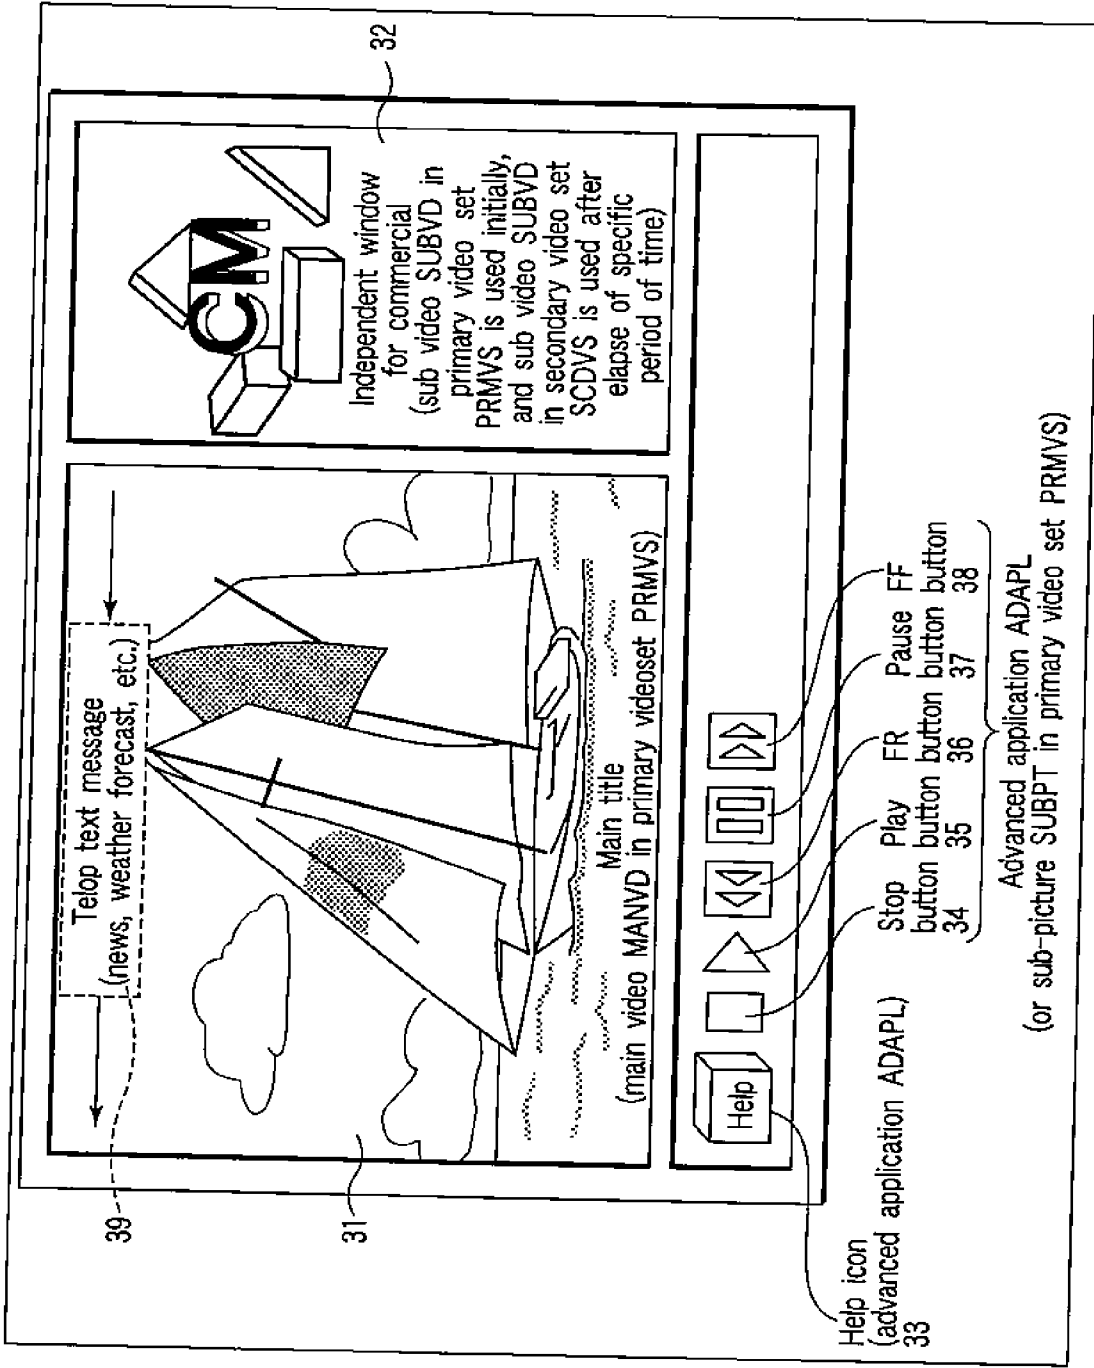 Telop text message
(news, weather forecast, etc.)
39
31
Main title
(main video MANVD in primary videoset PRMVS)
CM
Independent window
for commercial
(sub video SUBVD in
primary video set
PRMVS is used initially,
and sub video SUBVD
in secondary video set
SCDVS is used after
elapse of specific
period of time)
32
Help
Help icon
(advanced application ADAPL)
33
Stop Play FR Pause FF
button button button button button
34 35 36 37 38
Advanced application ADAPL
(or sub-picture SUBPT in primary video set PRMVS)